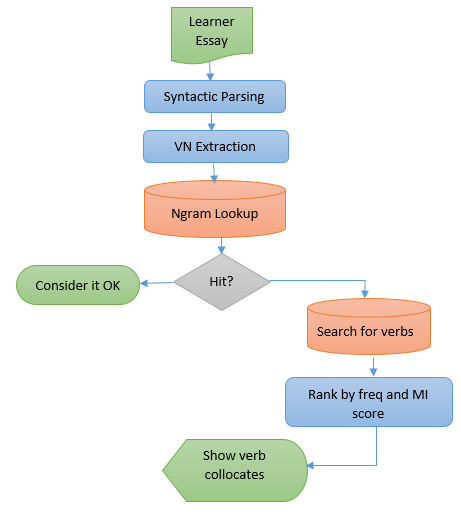 Learner
Essay
Syntactic Parsing
VN Extraction
Ngram Lookup
Hit?
Consider it OK
Search for verbs
Rank by freq and MI
score
Show verb
collocates